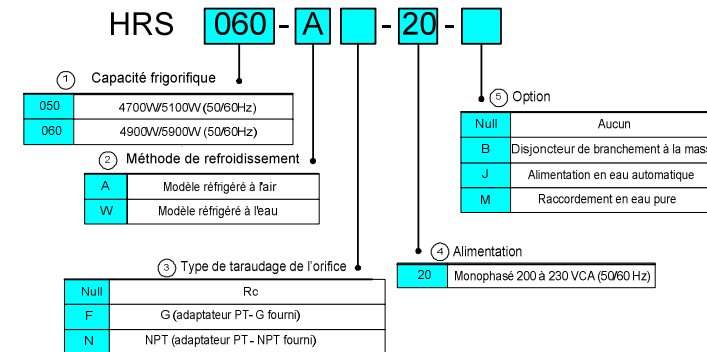 HRS 060 - A - 20 -
① Capacité frigorifique
050 4700W/5100W (50/60Hz)
060 4900W/5900W (50/60Hz)
② Méthode de refroidissement
A Modèle réfrigéré à l'air
W Modèle réfrigéré à l'eau
③ Type de taraudage de l'orifice
Null Rc
F G (adaptateur PT- G fourni)
N NPT (adaptateur PT - NPT fourni)
④ Alimentation
20 Monophasé 200 à 230 VCA (50/60 Hz)
⑤ Option
Null Aucun
B Disjoncteur de branchement à la mas
J Alimentation en eau automatique
M Raccordement en eau pure